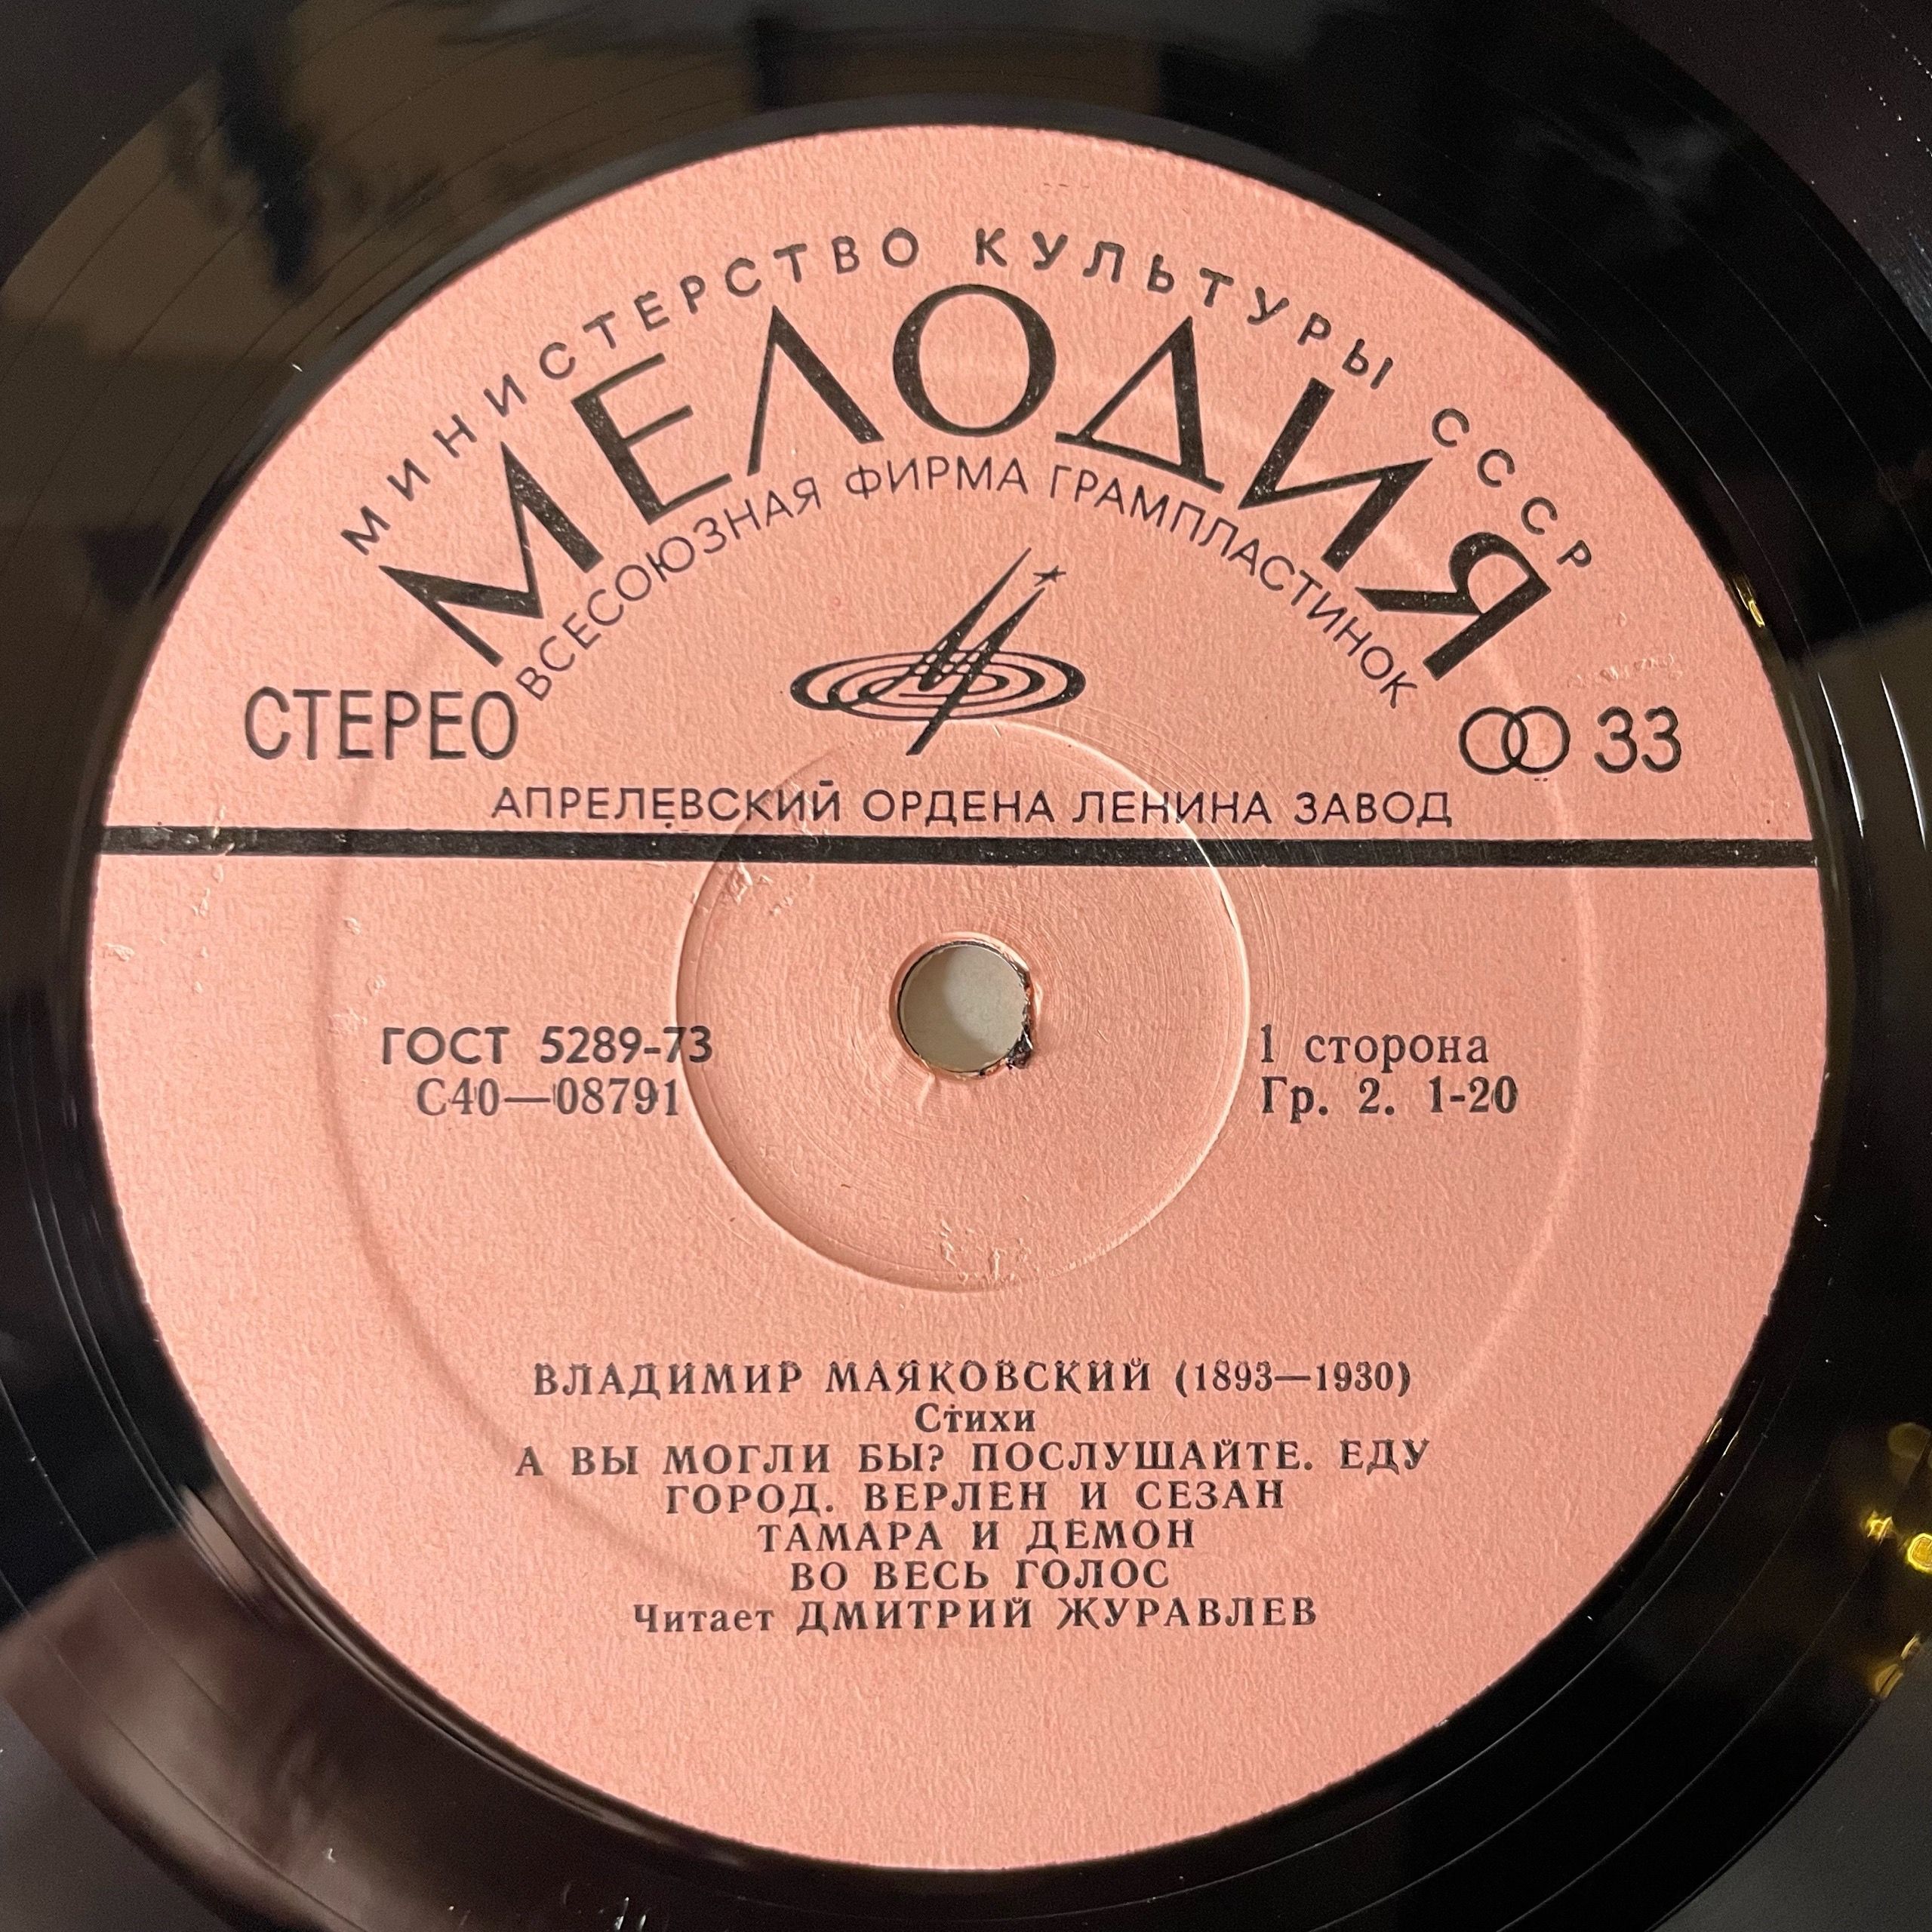 МИНИСТЕРСТВО КУЛЬТУРЫ СССР
МЕЛОДИЯ
ВСЕСОЮЗНАЯ ФИРМА ГРАМПЛАСТИНОК
СТЕРЕО
33
АПРЕЛЕВСКИЙ ОРДЕНА ЛЕНИНА ЗАВОД
ГОСТ 5289-73
С40—08791
1 сторона
Гр. 2. 1-20
ВЛАДИМИР МАЯКОВСКИЙ (1893—1930)
Стихи
А ВЫ МОГЛИ БЫ? ПОСЛУШАЙТЕ. ЕДУ
ГОРОД. ВЕРЛЕН И СЕЗАН
ТАМАРА И ДЕМОН
ВО ВЕСЬ ГОЛОС
Читает ДМИТРИЙ ЖУРАВЛЕВ